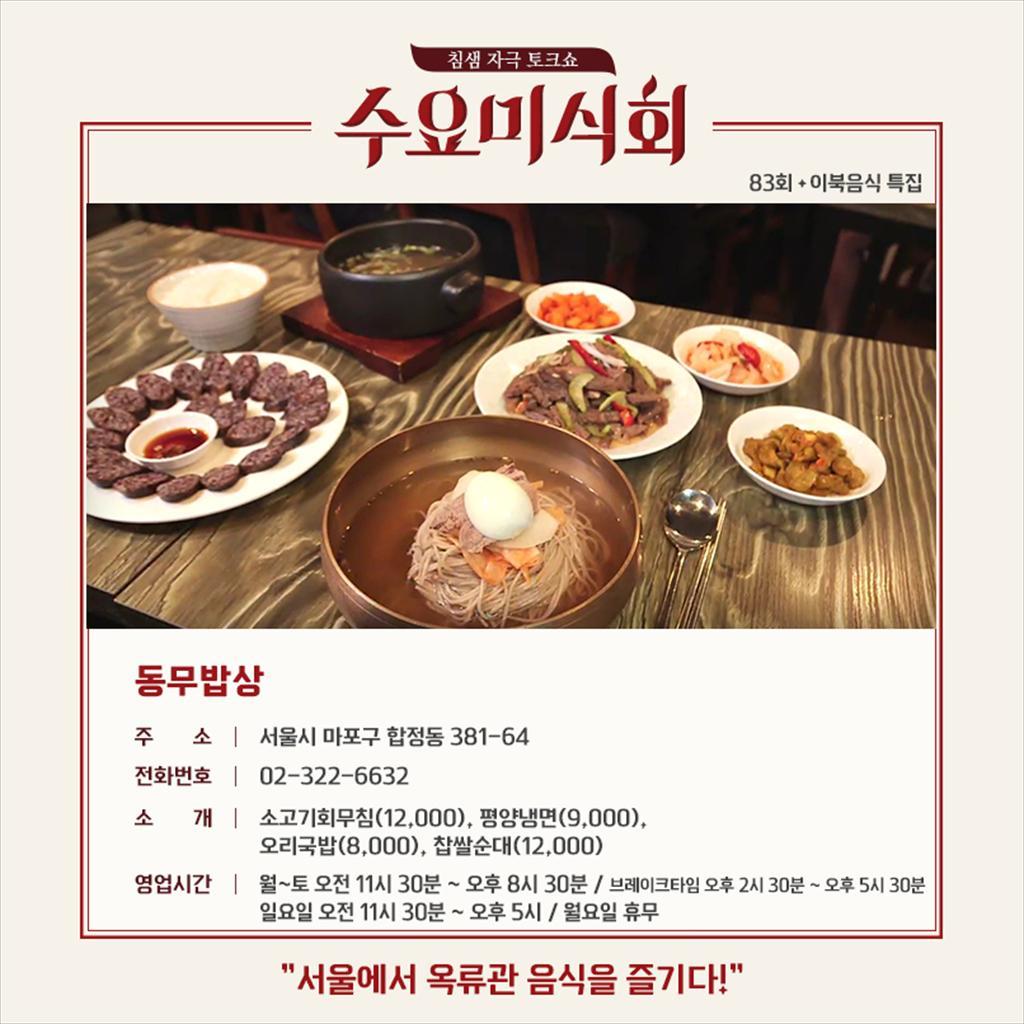 침샘 자극 토크쇼
수요미식회
83회 + 이북음식 특집
동무밥상
주 소 | 서울시 마포구 합정동 381-64
전화번호 | 02-322-6632
소 개 | 소고기회무침(12,000), 평양냉면(9,000),
오리국밥(8,000), 찹쌀순대(12,000)
영업시간 | 월~토 오전 11시 30분 ~ 오후 8시 30분 / 브레이크타임 오후 2시 30분 ~ 오후 5시 30분
일요일 오전 11시 30분 ~ 오후 5시 / 월요일 휴무
"서울에서 옥류관 음식을 즐기다!"